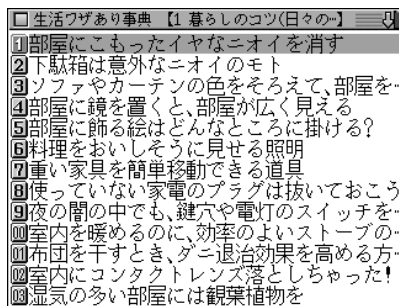 生活ワザあり事典 【1 暮らしのコツ(日々の…】
1部屋にこもったイヤなニオイを消す
2下駄箱は意外なニオイのモト
3ソファやカーテンの色をそろえて､部屋を…
4部屋に鏡を置くと､部屋が広く見える
5部屋に飾る絵はどんなところに掛ける?
6料理をおいしそうに見せる照明
7重い家具を簡単移動できる道具
8使っていない家電のプラグは抜いておこう
9夜の闇の中でも､鍵穴や電灯のスイッチを…
00室内を暖めるのに､効率のよいストーブの…
01布団を干すとき､ダニ退治効果を高める方…
02室内にコンタクトレンズ落としちゃった!
03湿気の多い部屋には観葉植物を